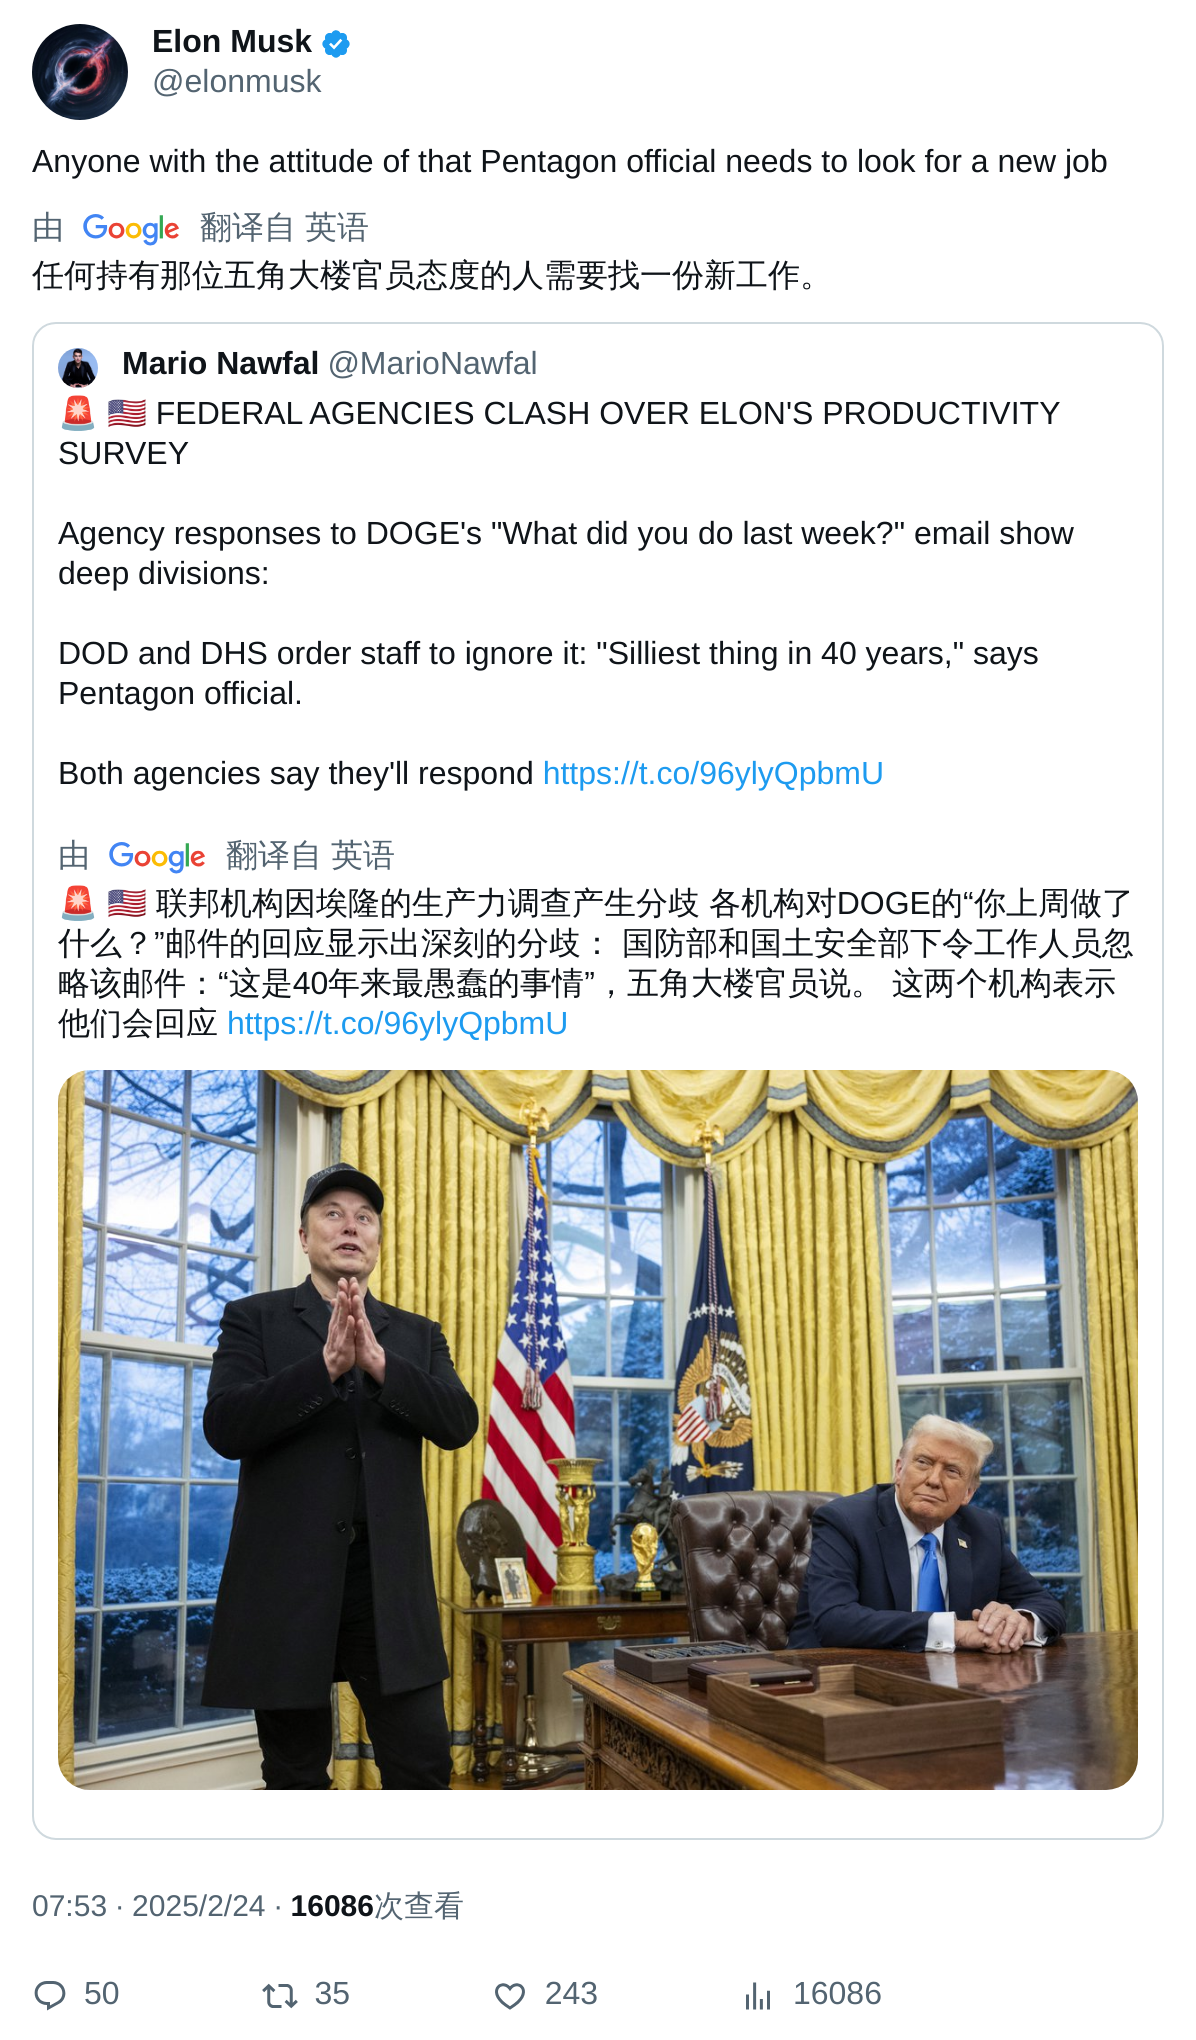 Elon Musk
@elonmusk
Anyone with the attitude of that Pentagon official needs to look for a new job
由 Google 翻译自 英语
任何持有那位五角大楼官员态度的人需要找一份新工作。
Mario Nawfal @MarioNawfal
🚨 🇺🇸 FEDERAL AGENCIES CLASH OVER ELON'S PRODUCTIVITY
SURVEY
Agency responses to DOGE's "What did you do last week?" email show
deep divisions:
DOD and DHS order staff to ignore it: "Silliest thing in 40 years," says
Pentagon official.
Both agencies say they'll respond https://t.co/96ylyQpbmU
由 Google 翻译自 英语
🚨 🇺🇸 联邦机构因埃隆的生产力调查产生分歧 各机构对DOGE的“你上周做了
什么？”邮件的回应显示出深刻的分歧： 国防部和国土安全部下令工作人员忽
略该邮件：“这是40年来最愚蠢的事情”，五角大楼官员说。 这两个机构表示
他们会回应 https://t.co/96ylyQpbmU
07:53 · 2025/2/24 · 16086次查看
50 35 243 16086